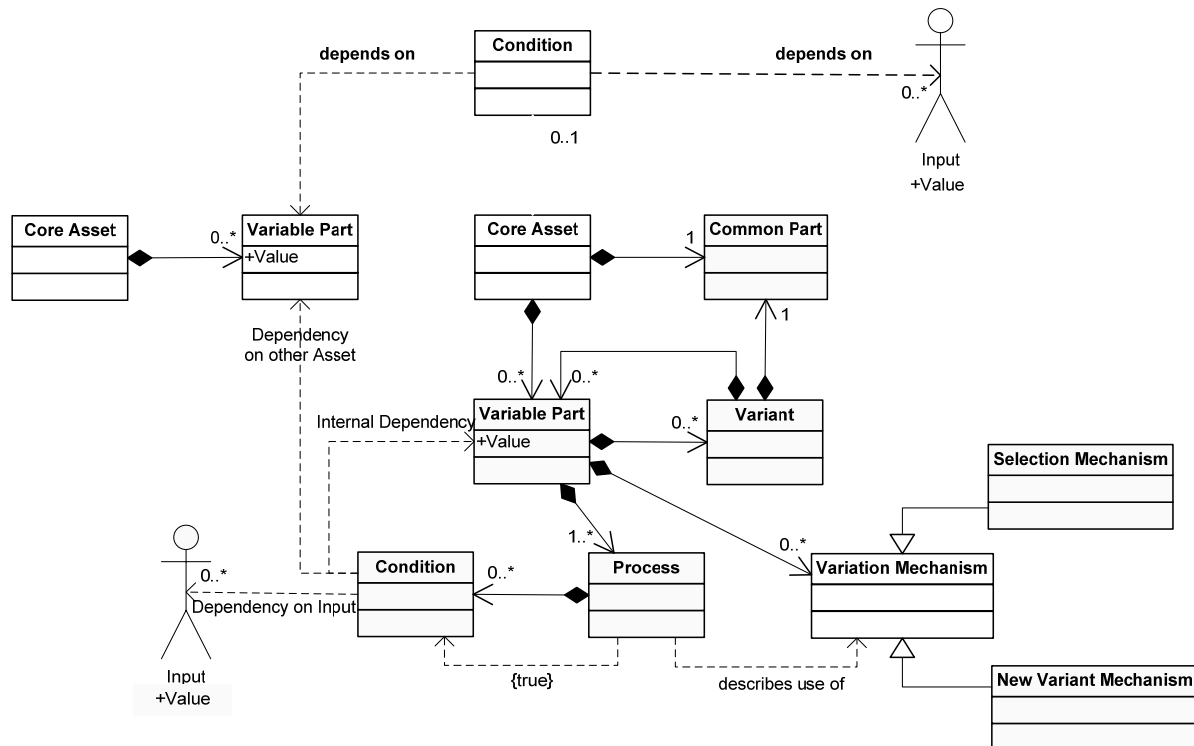 Condition
depends on
depends on
0..*
0..1
Input
+Value
Core Asset
0..*
Variable Part
+Value
Core Asset
1
Common Part
1
Dependency
on other Asset
0..*
0..*
Internal Dependency
Variable Part
+Value
0..*
Variant
Selection Mechanism
1..*
0..*
0..*
Dependency on Input
Condition
0..*
Process
Variation Mechanism
Input
+Value
{true}
describes use of
New Variant Mechanism